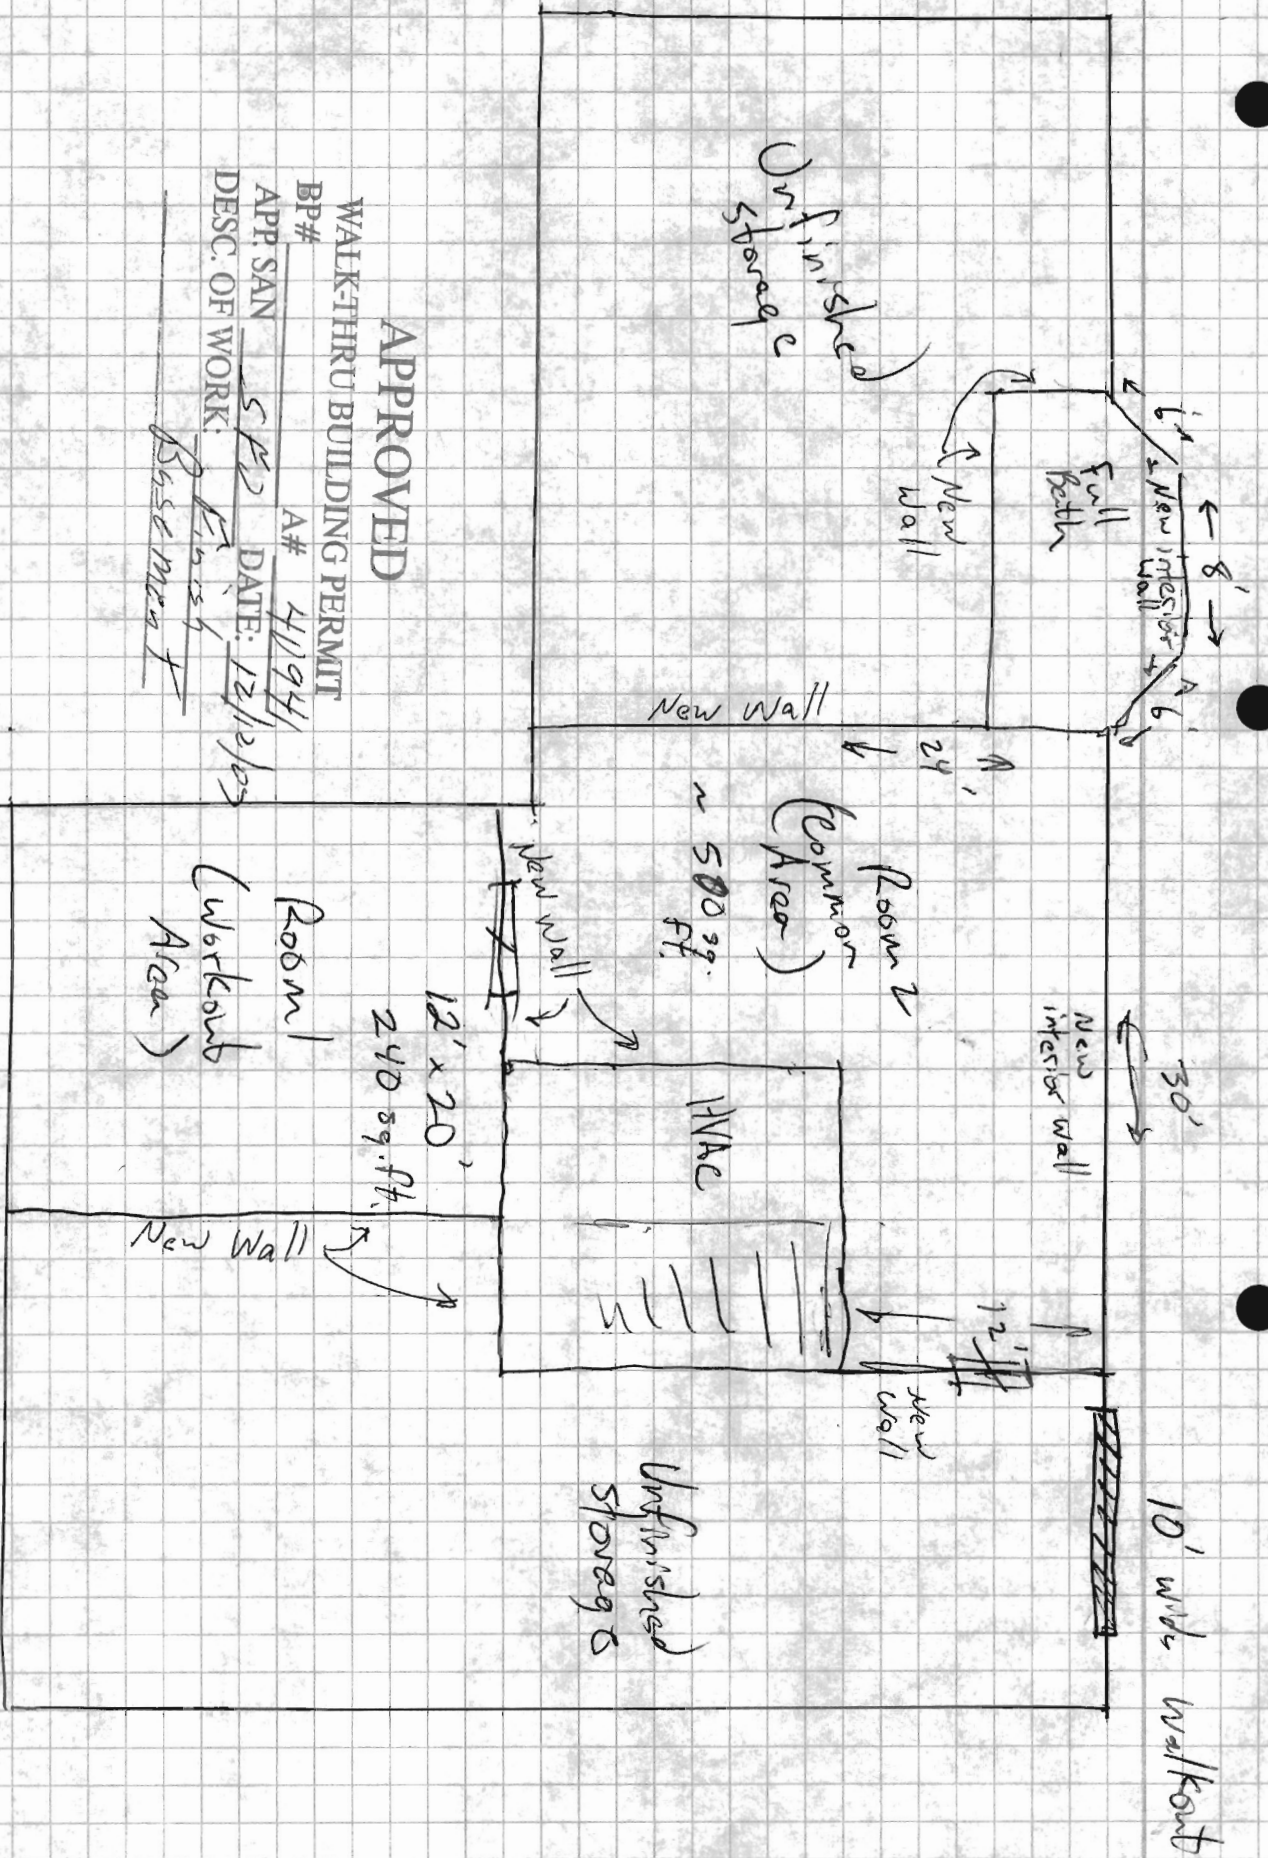 10' wide walkout
30'
New
interior wall
← 8' →
6'
New interior
Wall
6'
Full
Bath
New
Wall
Unfinished
Storage
New Wall
24'
Room 2
(Common
Area)
~ 500 sq.
ft.
12'
New
Wall
HVAC
New Wall
Unfinished
Storage
12' x 20'
240 sq. ft.
Room 1
(Workout
Area)
New Wall
APPROVED
WALK-THRU BUILDING PERMIT
BP# A# 41941
APP. SAN DATE: 12/12/03
DESC. OF WORK: Finish
Basement